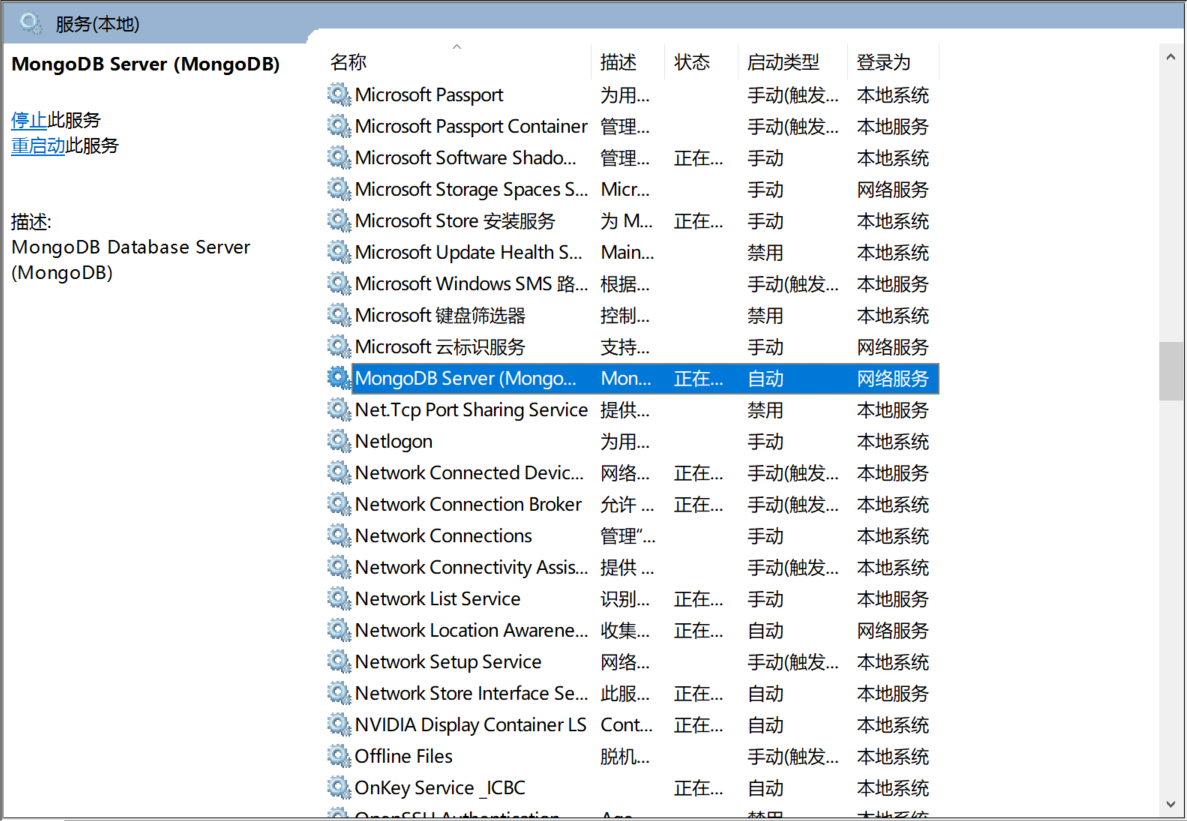 服务(本地)
MongoDB Server (MongoDB)
停止此服务
重启动此服务
描述:
MongoDB Database Server
(MongoDB)
名称 描述 状态 启动类型 登录为
Microsoft Passport 为用... 手动(触发... 本地系统
Microsoft Passport Container 管理... 手动(触发... 本地服务
Microsoft Software Shado... 管理... 正在... 手动 本地系统
Microsoft Storage Spaces S... Micr... 手动 网络服务
Microsoft Store 安装服务 为 M... 正在... 手动 本地系统
Microsoft Update Health S... Main... 禁用 本地系统
Microsoft Windows SMS 路... 根据... 手动(触发... 本地服务
Microsoft 键盘筛选器 控制... 禁用 本地系统
Microsoft 云标识服务 支持... 手动 网络服务
MongoDB Server (Mongo... Mon... 正在... 自动 网络服务
Net.Tcp Port Sharing Service 提供... 禁用 本地服务
Netlogon 为用... 手动 本地系统
Network Connected Devic... 网络... 正在... 手动(触发... 本地服务
Network Connection Broker 允许 ... 正在... 手动(触发... 本地系统
Network Connections 管理“... 手动 本地系统
Network Connectivity Assis... 提供 ... 手动(触发... 本地系统
Network List Service 识别... 正在... 手动 本地服务
Network Location Awarene... 收集... 正在... 自动 网络服务
Network Setup Service 网络... 手动(触发... 本地系统
Network Store Interface Se... 此服... 正在... 自动 本地服务
NVIDIA Display Container LS Cont... 正在... 自动 本地系统
Offline Files 脱机... 手动(触发... 本地系统
OnKey Service _ICBC 正在... 自动 本地系统
OpenSSH Authentication Age 禁用 本地系统